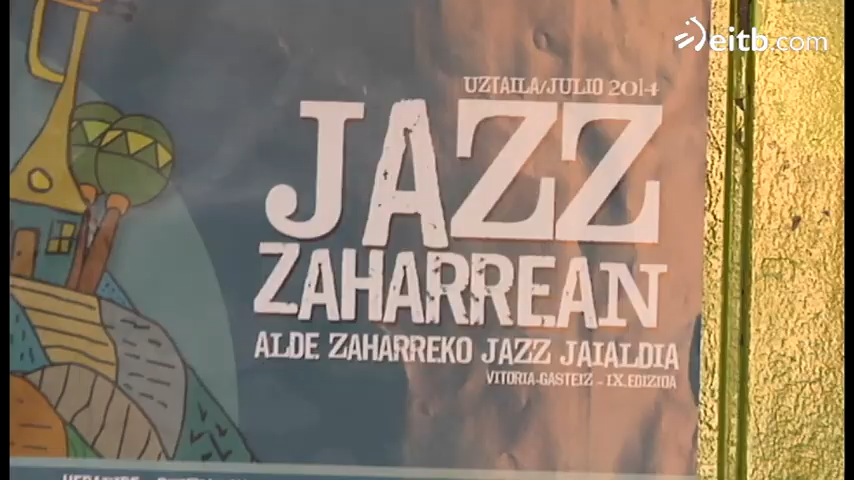 eitb.com
UZTAILA/JULIO 2014
JAZZ
ZAHARREAN
ALDE ZAHARREKO JAZZ JAIALDIA
VITORIA-GASTEIZ - IX. EDIZIOA